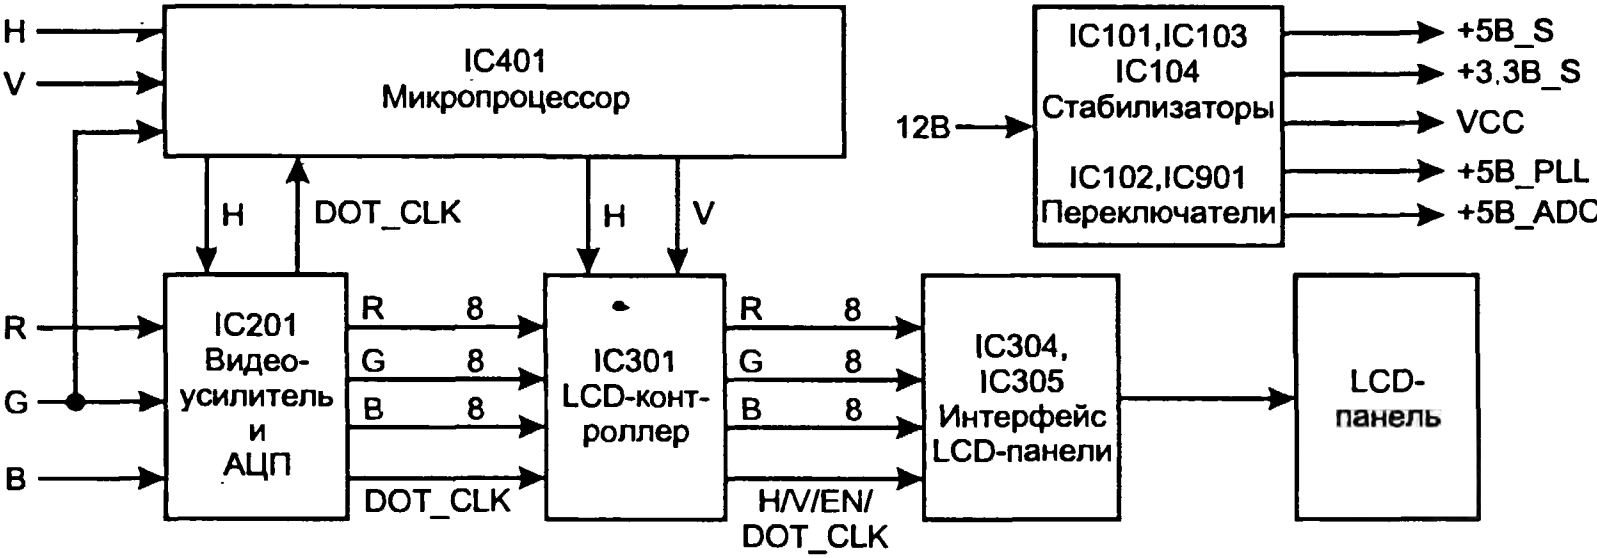 H
V
IC401
Микропроцессор
H
DOT_CLK
H
V
12В
IC101,IC103
IC104
Стабилизаторы
IC102,IC901
Переключатели
+5В_S
+3,3В_S
VCC
+5В_PLL
+5В_ADC
R
G
B
IC201
Видео-
усилитель
и
АЦП
R 8
G 8
B 8
DOT_CLK
IC301
LCD-конт-
роллер
R 8
G 8
B 8
H/V/EN/
DOT_CLK
IC304,
IC305
Интерфейс
LCD-панели
LCD-
панель